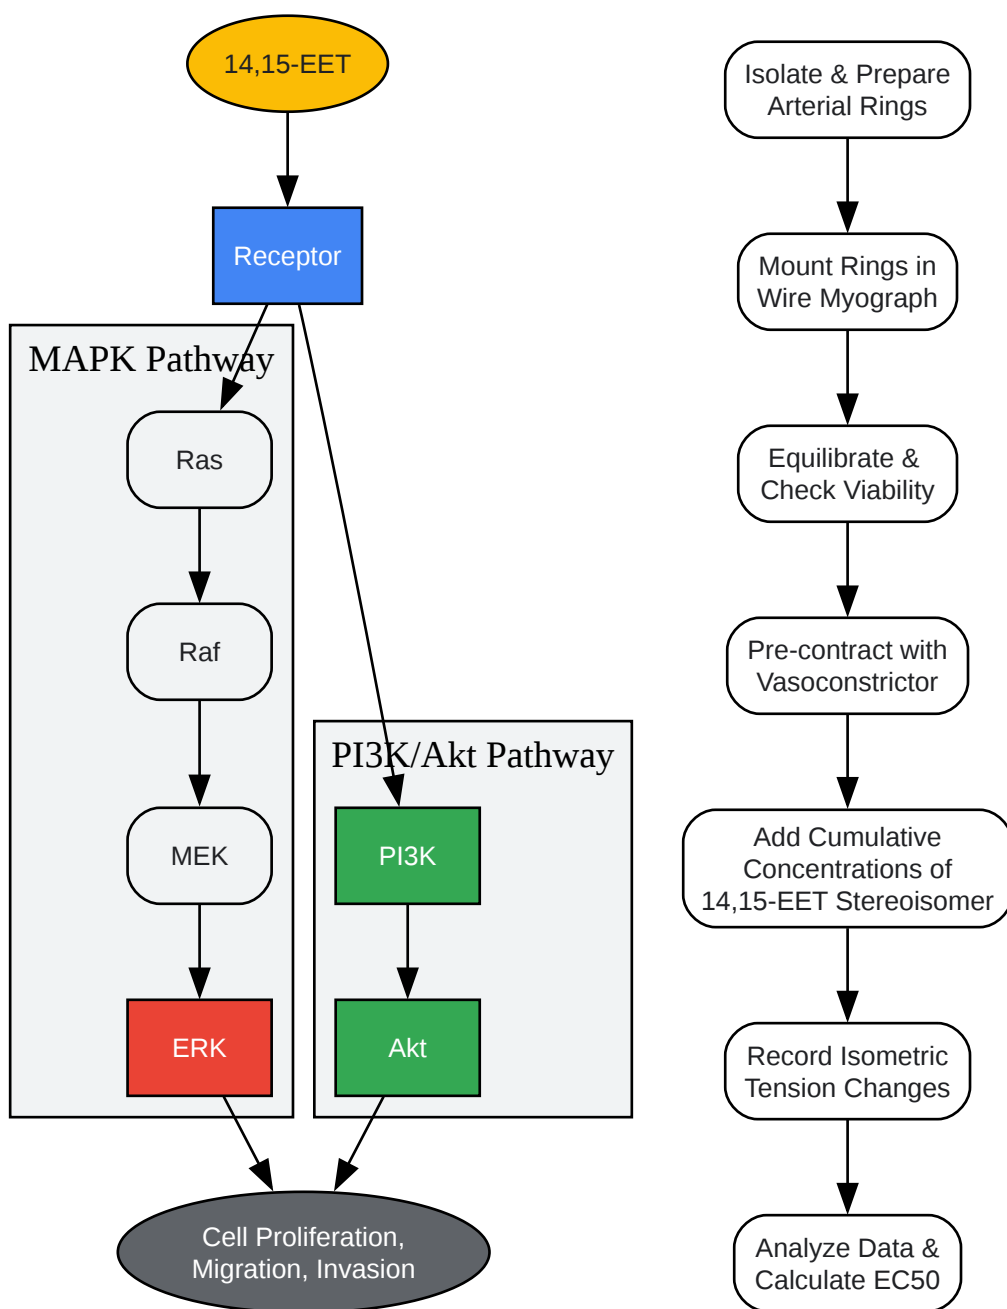 14,15-EET
Receptor
MAPK Pathway
Ras
Raf
MEK
ERK
PI3K/Akt Pathway
PI3K
Akt
Cell Proliferation,
Migration, Invasion
Isolate & Prepare
Arterial Rings
Mount Rings in
Wire Myograph
Equilibrate &
Check Viability
Pre-contract with
Vasoconstrictor
Add Cumulative
Concentrations of
14,15-EET Stereoisomer
Record Isometric
Tension Changes
Analyze Data &
Calculate EC50